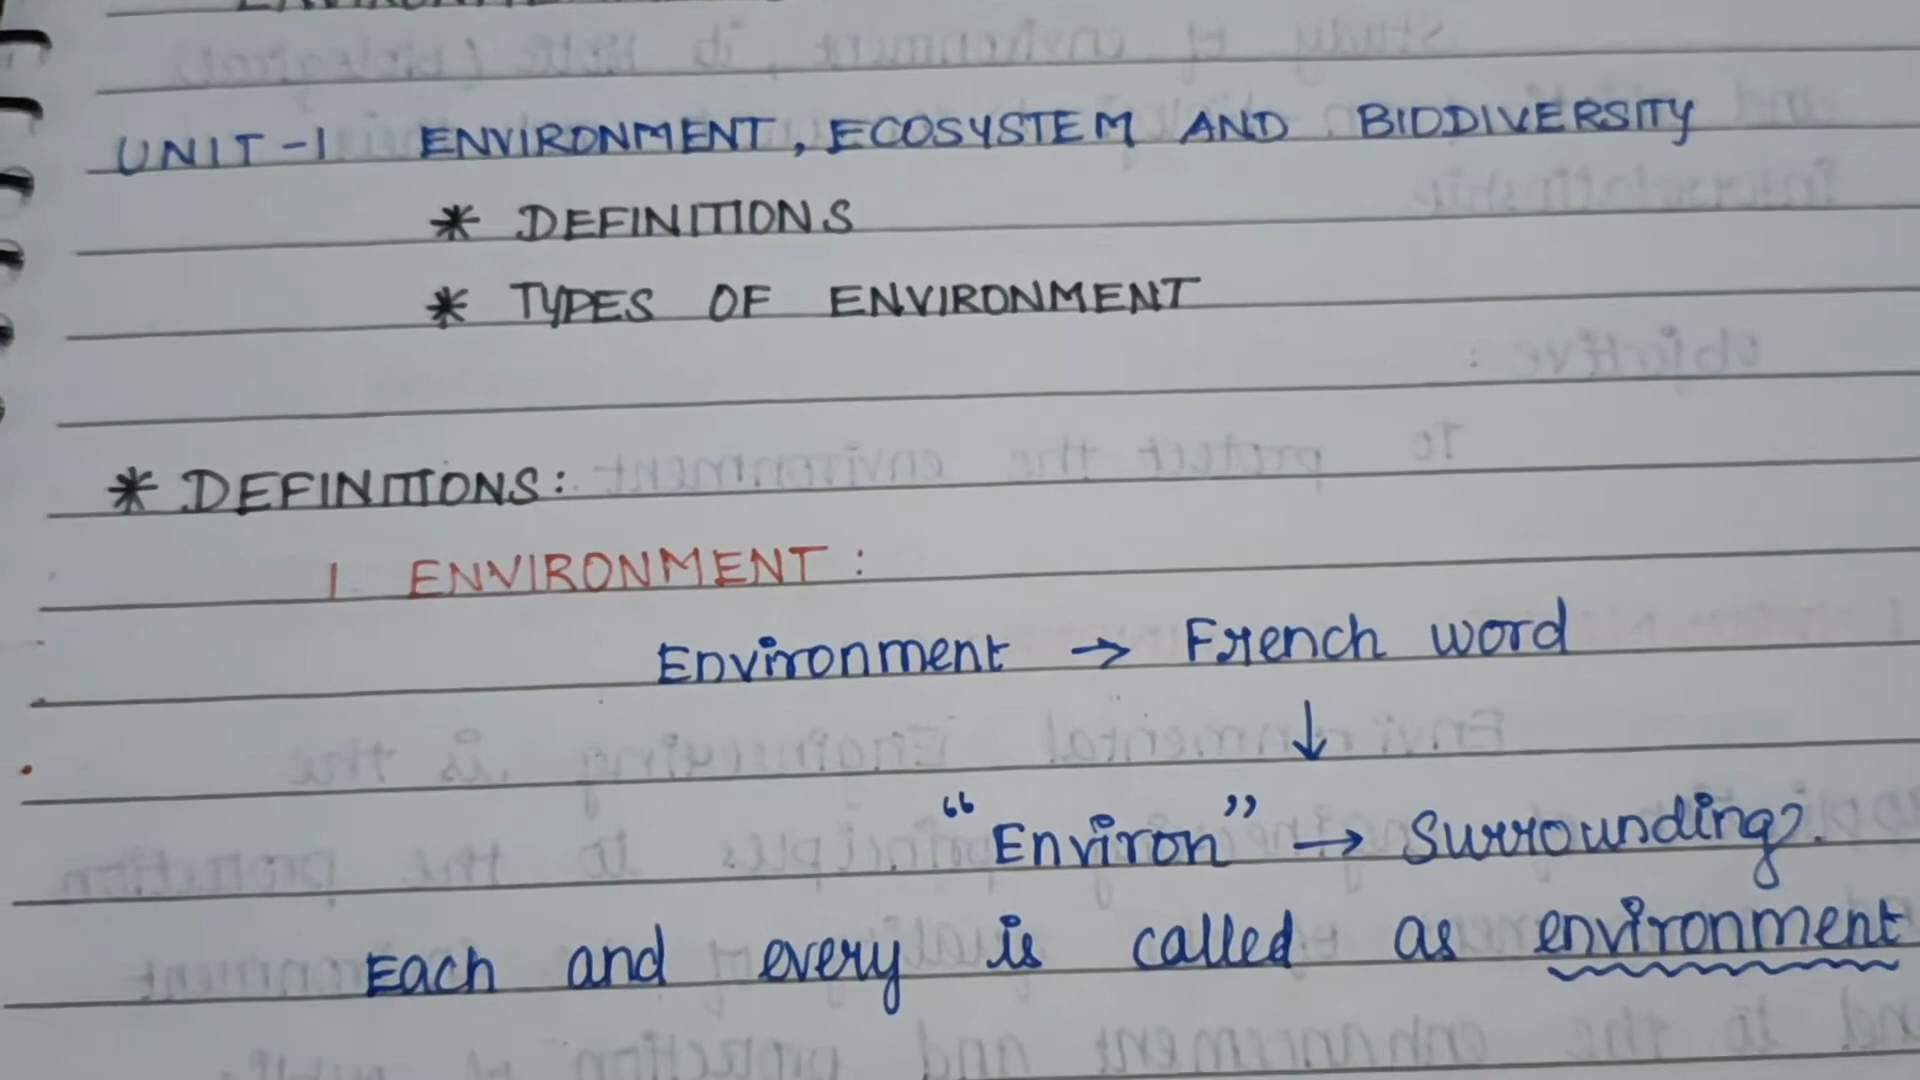 UNIT-1 ENVIRONMENT, ECOSYSTEM AND BIODIVERSITY
* DEFINITIONS
* TYPES OF ENVIRONMENT
* DEFINITIONS:
1. ENVIRONMENT:
Environment → French word
↓
"Environ" → Surroundings.
Each and every is called as environment